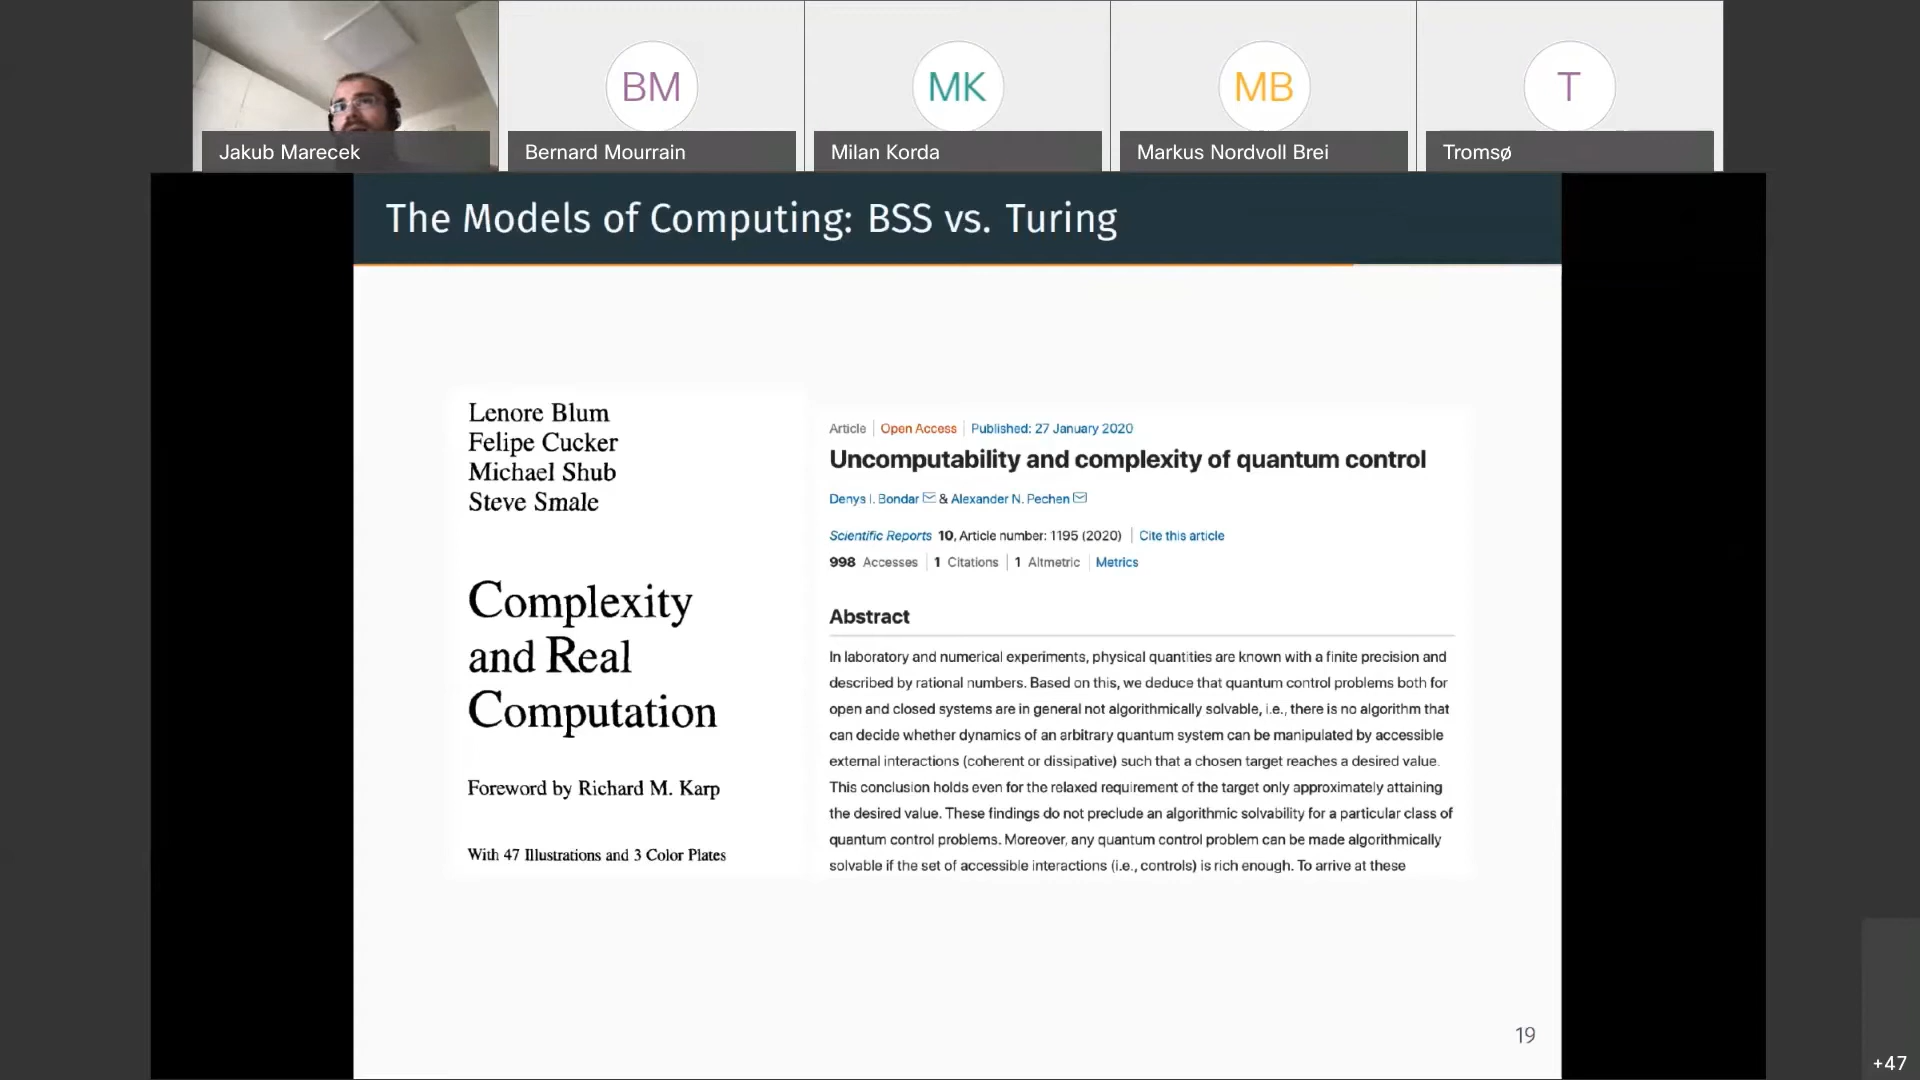 BM
MK
MB
T
Jakub Marecek
Bernard Mourrain
Milan Korda
Markus Nordvoll Brei
Tromsø
The Models of Computing: BSS vs. Turing
Lenore Blum
Felipe Cucker
Michael Shub
Steve Smale
Complexity
and Real
Computation
Foreword by Richard M. Karp
With 47 Illustrations and 3 Color Plates
Article | Open Access | Published: 27 January 2020
Uncomputability and complexity of quantum control
Denys I. Bondar & Alexander N. Pechen
Scientific Reports 10, Article number: 1195 (2020) | Cite this article
998 Accesses | 1 Citations | 1 Altmetric | Metrics
Abstract
In laboratory and numerical experiments, physical quantities are known with a finite precision and
described by rational numbers. Based on this, we deduce that quantum control problems both for
open and closed systems are in general not algorithmically solvable, i.e., there is no algorithm that
can decide whether dynamics of an arbitrary quantum system can be manipulated by accessible
external interactions (coherent or dissipative) such that a chosen target reaches a desired value.
This conclusion holds even for the relaxed requirement of the target only approximately attaining
the desired value. These findings do not preclude an algorithmic solvability for a particular class of
quantum control problems. Moreover, any quantum control problem can be made algorithmically
solvable if the set of accessible interactions (i.e., controls) is rich enough. To arrive at these
19
+47